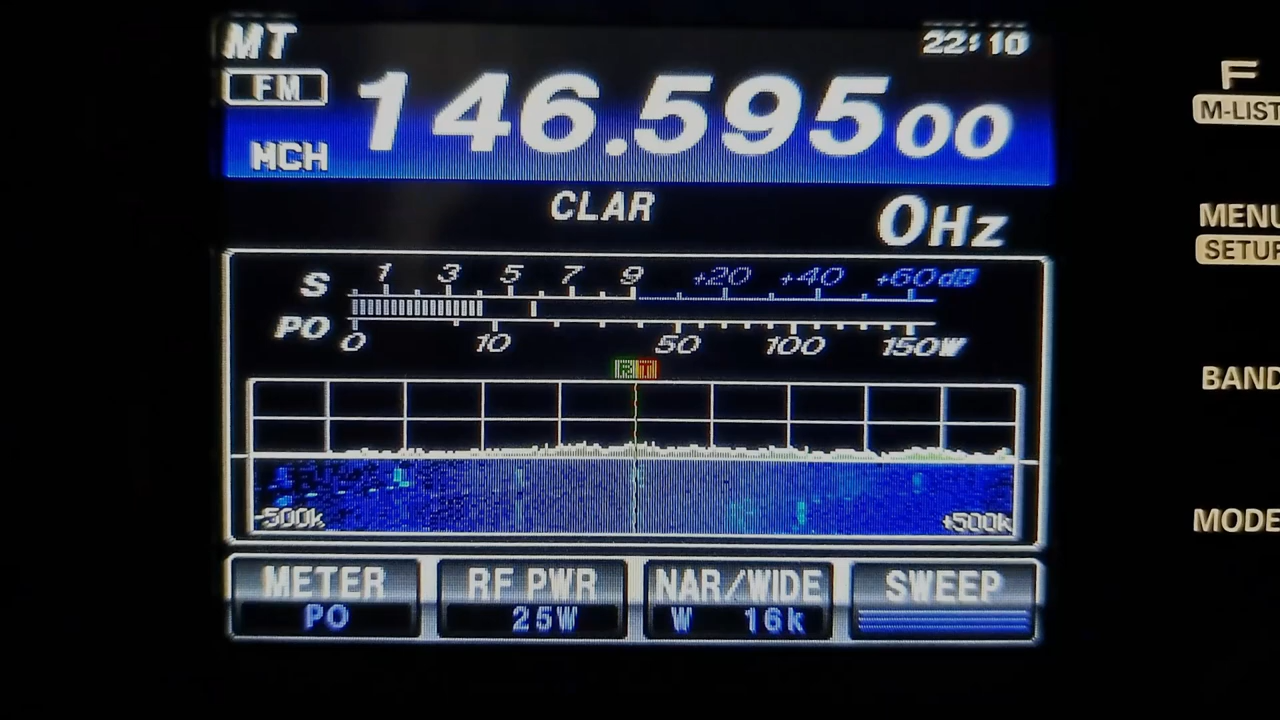 MT 22:10
FM 146.59500
MCH
CLAR 0Hz
S 1 3 5 7 9 +20 +40 +60dB
PO 0 10 50 100 150W
R T
-500k +500k
METER RF PWR NAR/WIDE SWEEP
PO 25W W 16k
F
M-LIST
MENU
SETUP
BAND
MODE